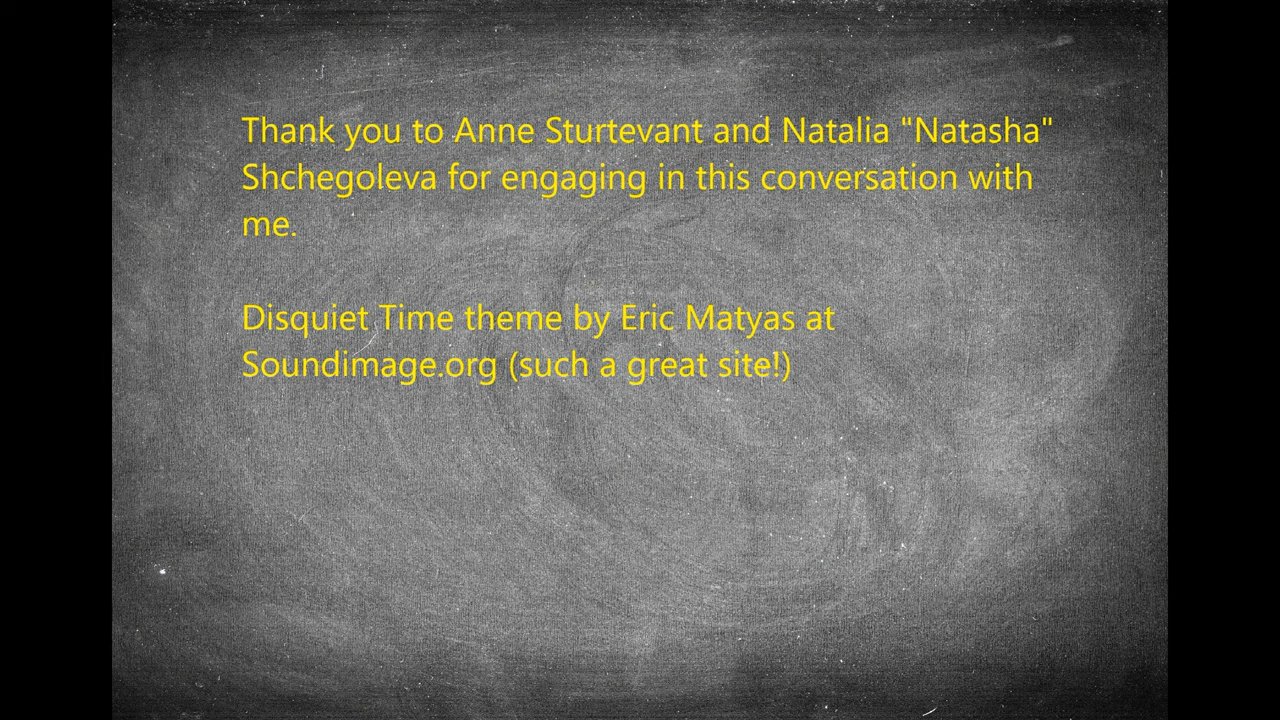 Thank you to Anne Sturtevant and Natalia "Natasha"
Shchegoleva for engaging in this conversation with
me.
Disquiet Time theme by Eric Matyas at
Soundimage.org (such a great site!)